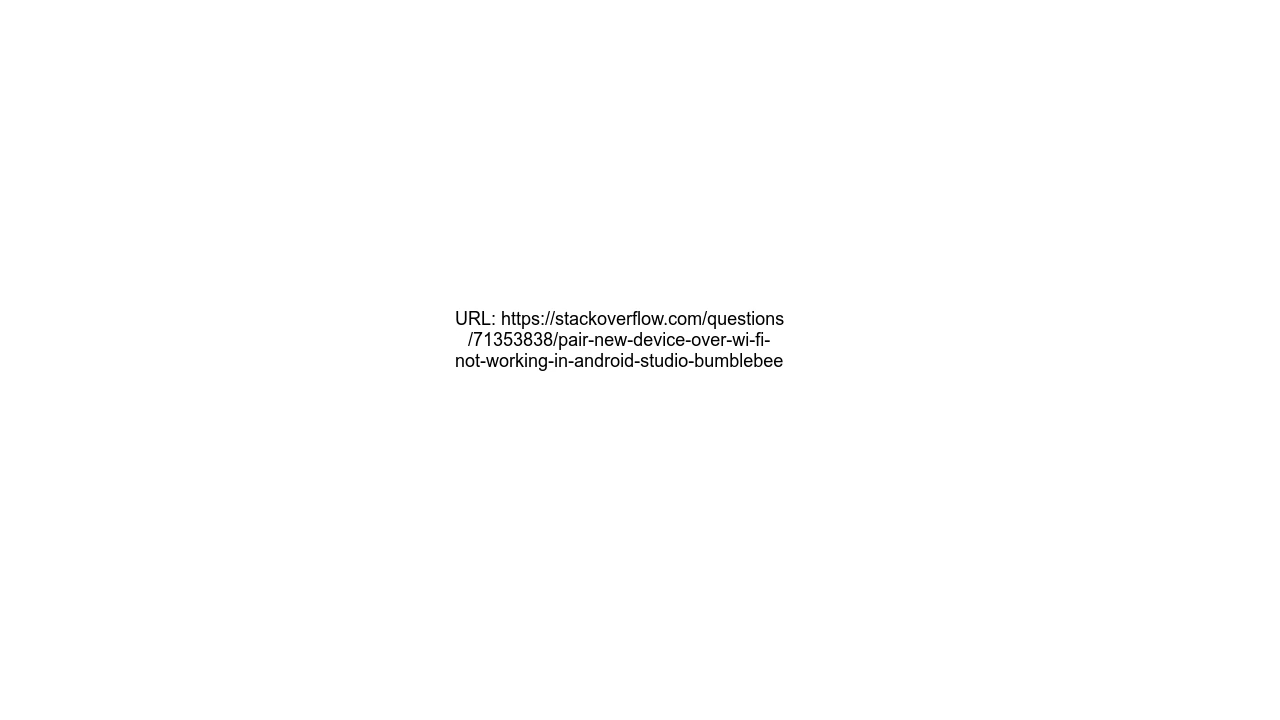 URL: https://stackoverflow.com/questions
/71353838/pair-new-device-over-wi-fi-
not-working-in-android-studio-bumblebee